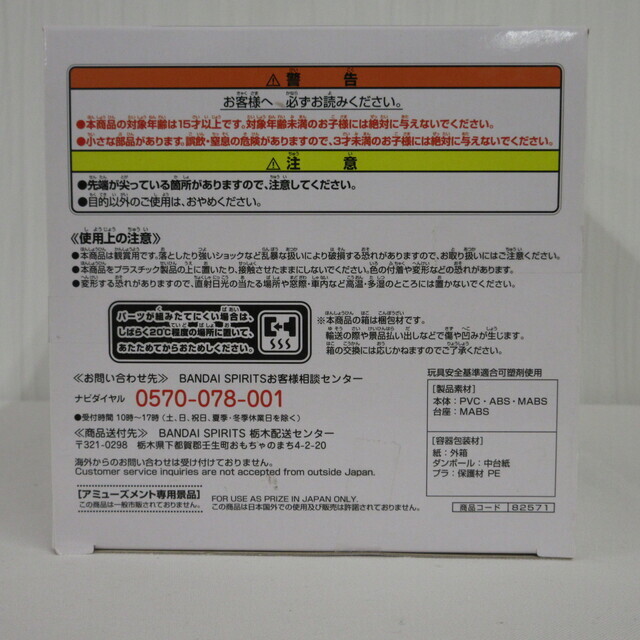 ⚠警告
お客様へ 必ずお読みください。
●本商品の対象年齢は15才以上です。対象年齢未満のお子様には絶対に与えないでください。
●小さな部品があります。誤飲・窒息の危険がありますので、3才未満のお子様には絶対に与えないでください。
⚠注意
●先端が尖っている箇所がありますので、注意してください。
●目的以外のご使用は、おやめください。
≪使用上の注意≫
●本商品は観賞用です。落としたり強いショックなど乱暴な扱いにより破損する恐れがありますので、お取り扱いにはご注意ください。
●本商品をプラスチック製品の上に置いたり、接触させたままにしないでください。色の付着や変形などの恐れがあります。
●変形する恐れがありますので、直射日光の当たる場所や窓際・車内など高温・多湿のところには置かないでください。
パーツが組みたてにくい場合は、
しばらく20℃程度の場所に置いて、
あたためてからおためしください。
※本商品の箱は梱包材です。
輸送の際や景品払い出しなどで傷や凹みが生じます。
箱の交換には応じかねますのでご了承ください。
≪お問い合わせ先≫ BANDAI SPIRITSお客様相談センター
ナビダイヤル 0570-078-001
●受付時間 10時~17時(土、日、祝日、夏季・冬季休業日を除く)
≪商品送付先≫ BANDAI SPIRITS 栃木配送センター
〒321-0298 栃木県下都賀郡壬生町おもちゃのまち4-2-20
海外からのお問い合わせは受け付けておりません。
Customer service inquiries are not accepted from outside Japan.
[アミューズメント専用景品]
この商品は一般市販されておりません。
FOR USE AS PRIZE IN JAPAN ONLY.
この商品は日本国外での使用及び販売は許諾されておりません。
玩具安全基準適合可塑剤使用
[製品素材]
本体:PVC・ABS・MABS
台座:MABS
[容器包装材]
紙:外箱
ダンボール:中台紙
プラ:保護材 PE
商品コード 82571